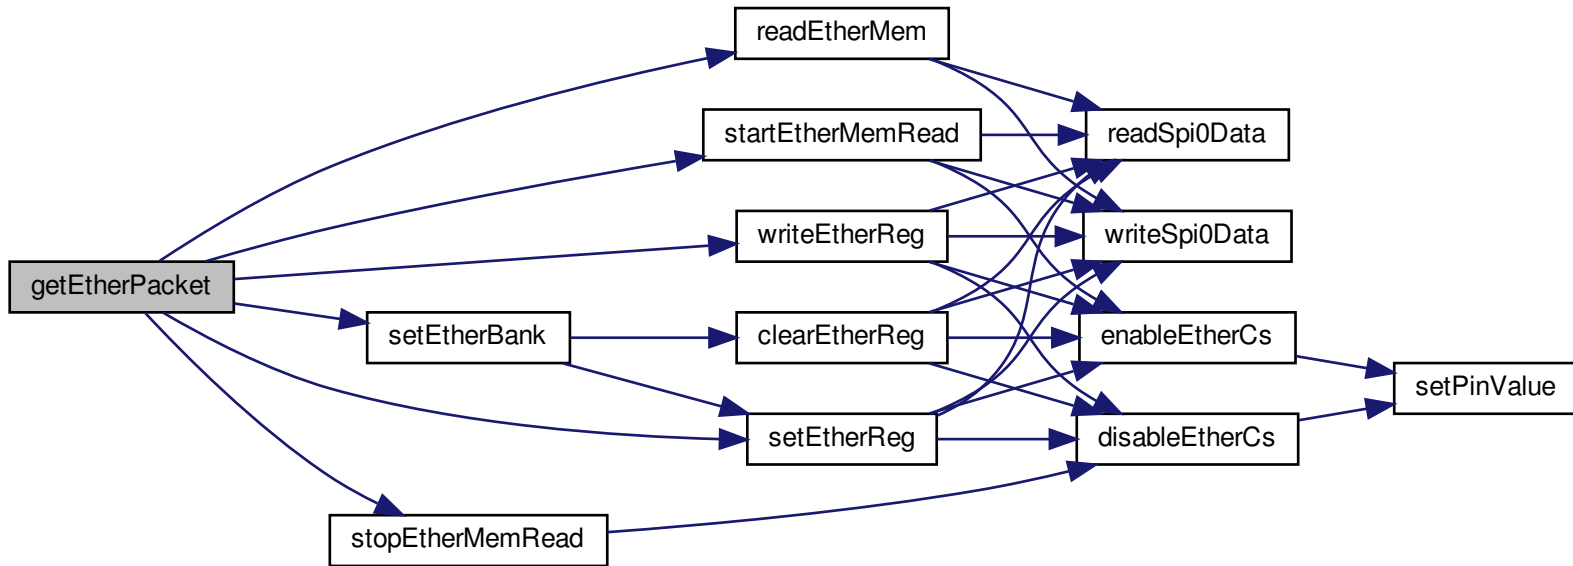 readEtherMem
startEtherMemRead
readSpi0Data
writeEtherReg
writeSpi0Data
getEtherPacket
setEtherBank
clearEtherReg
enableEtherCs
setPinValue
setEtherReg
disableEtherCs
stopEtherMemRead